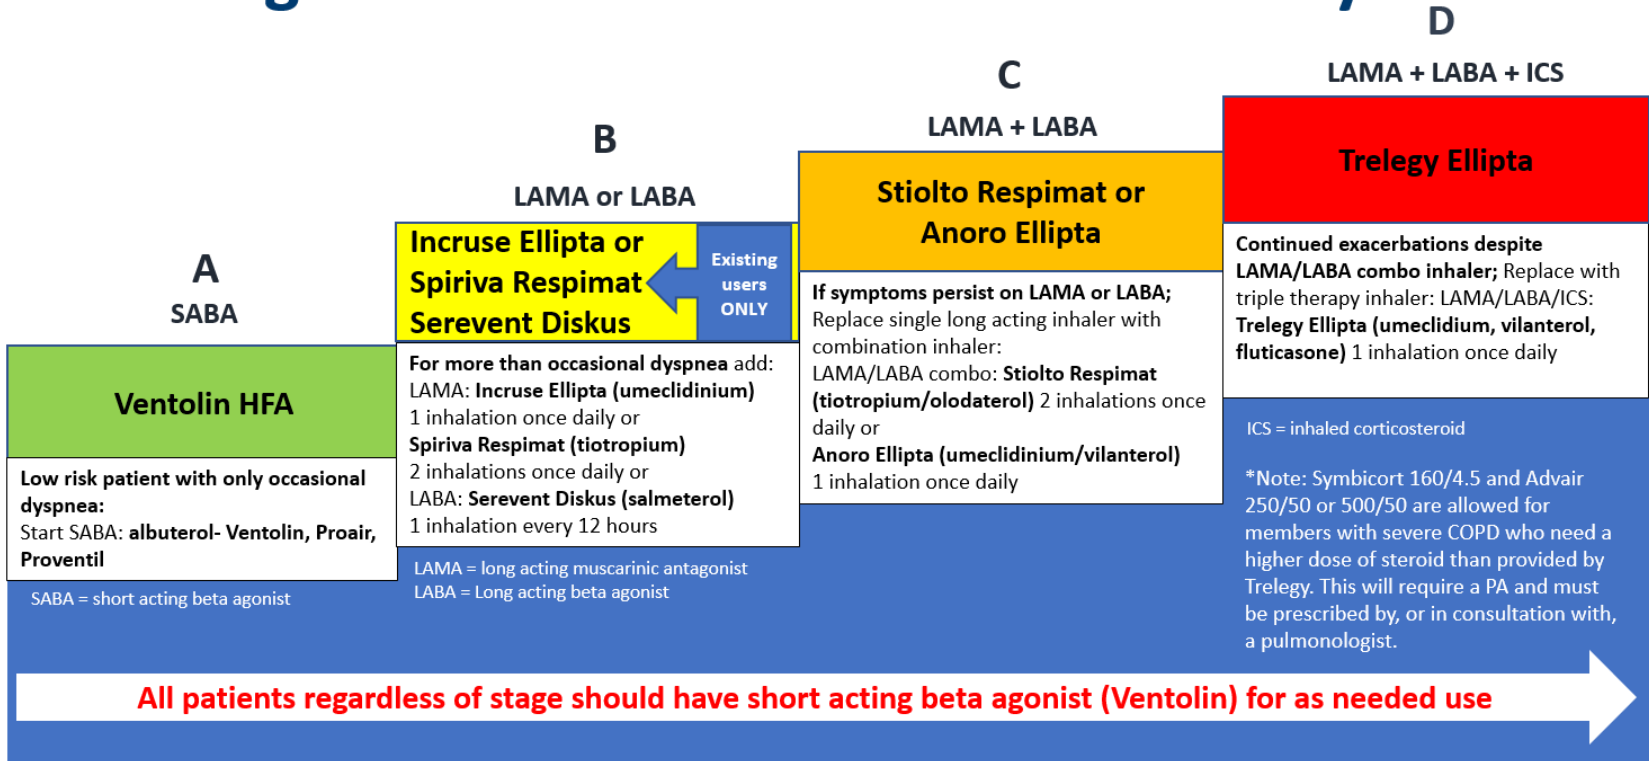 A
SABA
Ventolin HFA
Low risk patient with only occasional
dyspnea:
Start SABA: albuterol- Ventolin, Proair,
Proventil
SABA = short acting beta agonist
B
LAMA or LABA
Incruse Ellipta or
Spiriva Respimat
Serevent Diskus
Existing
users
ONLY
For more than occasional dyspnea add:
LAMA: Incruse Ellipta (umeclidinium)
1 inhalation once daily or
Spiriva Respimat (tiotropium)
2 inhalations once daily or
LABA: Serevent Diskus (salmeterol)
1 inhalation every 12 hours
LAMA = long acting muscarinic antagonist
LABA = Long acting beta agonist
C
LAMA + LABA
Stiolto Respimat or
Anoro Ellipta
If symptoms persist on LAMA or LABA;
Replace single long acting inhaler with
combination inhaler:
LAMA/LABA combo: Stiolto Respimat
(tiotropium/olodaterol) 2 inhalations once
daily or
Anoro Ellipta (umeclidinium/vilanterol)
1 inhalation once daily
D
LAMA + LABA + ICS
Trelegy Ellipta
Continued exacerbations despite
LAMA/LABA combo inhaler; Replace with
triple therapy inhaler: LAMA/LABA/ICS:
Trelegy Ellipta (umeclidium, vilanterol,
fluticasone) 1 inhalation once daily
ICS = inhaled corticosteroid
*Note: Symbicort 160/4.5 and Advair
250/50 or 500/50 are allowed for
members with severe COPD who need a
higher dose of steroid than provided by
Trelegy. This will require a PA and must
be prescribed by, or in consultation with,
a pulmonologist.
All patients regardless of stage should have short acting beta agonist (Ventolin) for as needed use